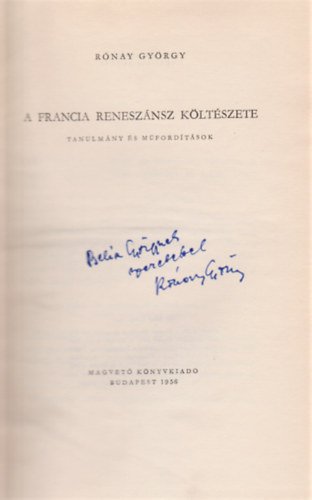 RÓNAY GYÖRGY
A FRANCIA RENESZÁNSZ KÖLTÉSZETE
TANULMÁNY ÉS MŰFORDÍTÁSOK
Belia Györgynek
szeretettel
Rónay György
MAGVETŐ KÖNYVKIADÓ
BUDAPEST 1956